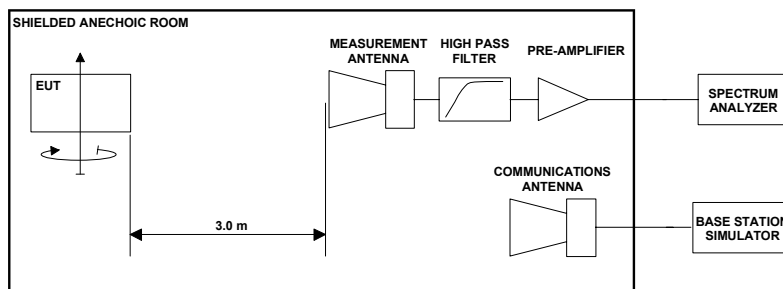 SHIELDED ANECHOIC ROOM
MEASUREMENT
ANTENNA
HIGH PASS
FILTER
PRE-AMPLIFIER
EUT
SPECTRUM
ANALYZER
COMMUNICATIONS
ANTENNA
3.0 m
BASE STATION
SIMULATOR